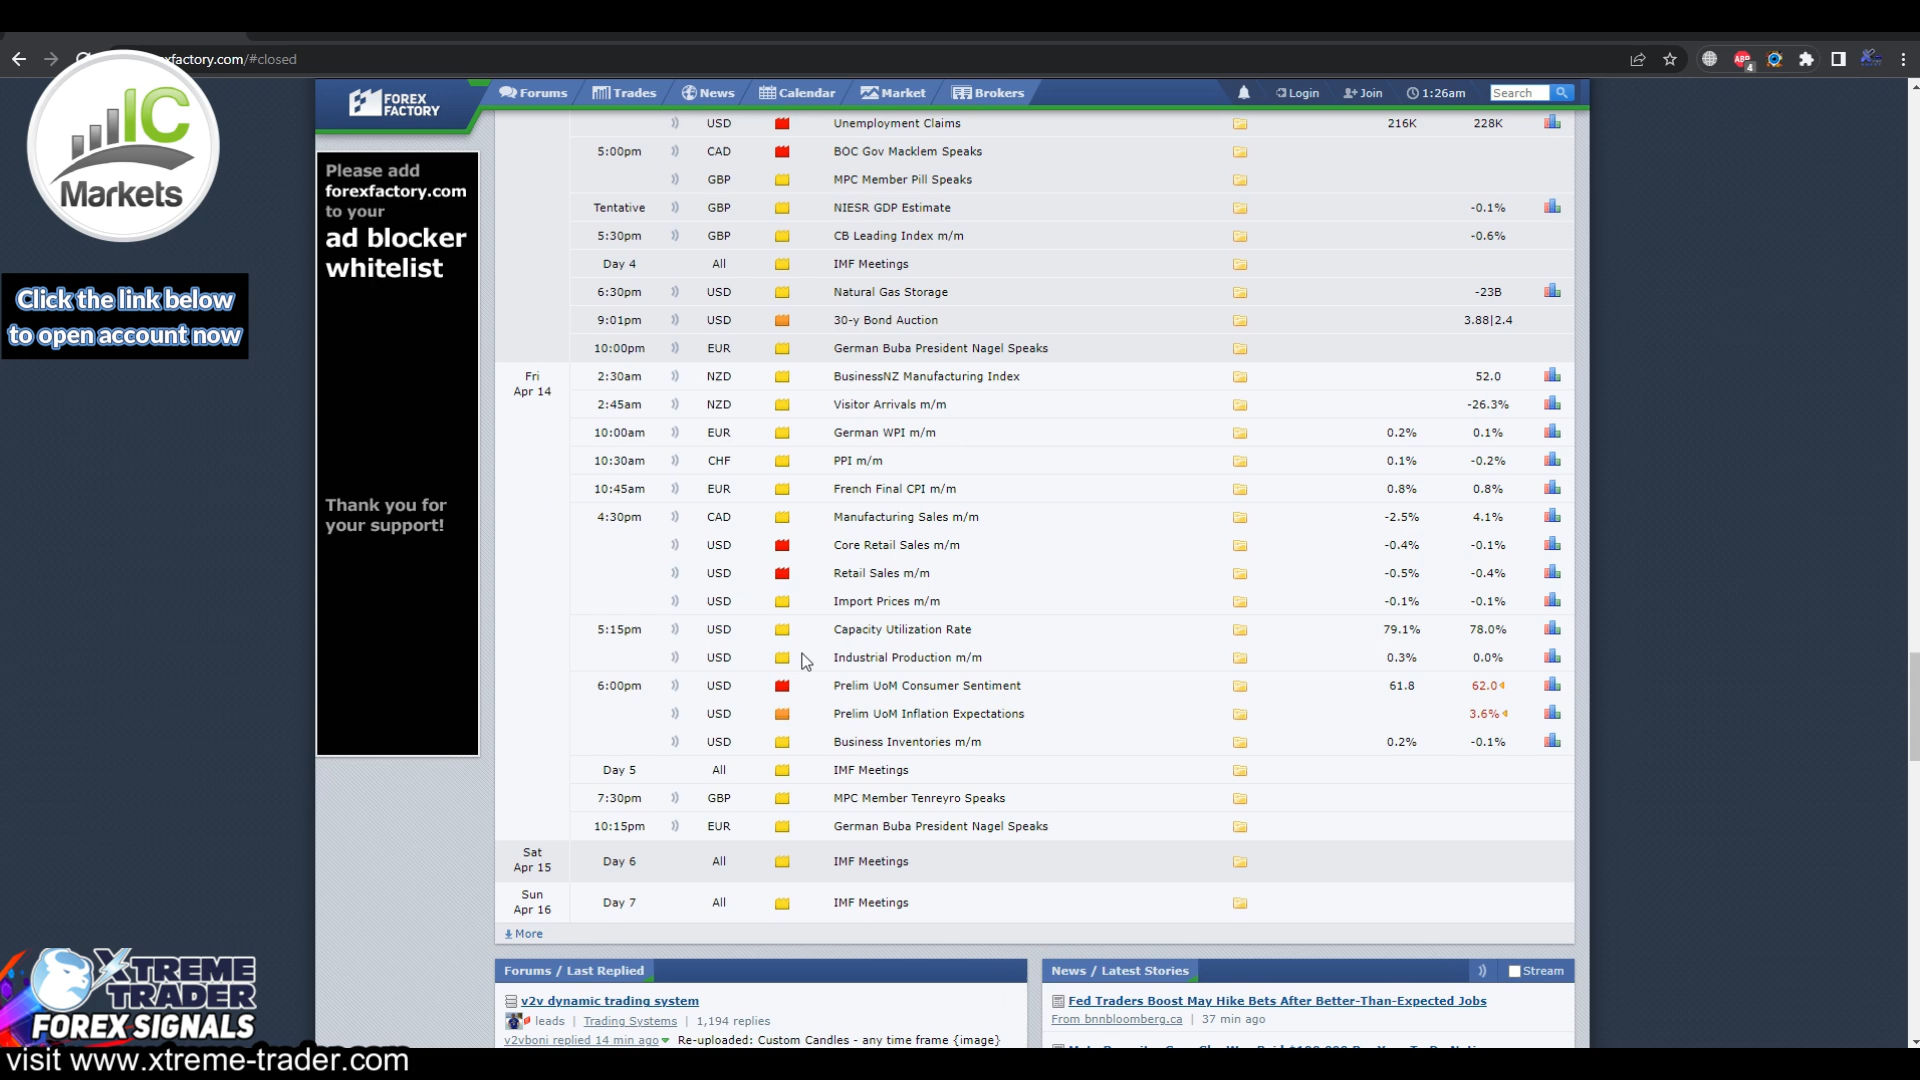 xfactory.com/#closed
ABP
4
IC
Markets
Click the link below
to open account now
FOREX
FACTORY
Forums
Trades
News
Calendar
Market
Brokers
Login
Join
1:26am
Search
Please add
forexfactory.com
to your
ad blocker
whitelist
Thank you for
your support!
USD Unemployment Claims 216K 228K
5:00pm CAD BOC Gov Macklem Speaks
GBP MPC Member Pill Speaks
Tentative GBP NIESR GDP Estimate -0.1%
5:30pm GBP CB Leading Index m/m -0.6%
Day 4 All IMF Meetings
6:30pm USD Natural Gas Storage -23B
9:01pm USD 30-y Bond Auction 3.88|2.4
10:00pm EUR German Buba President Nagel Speaks
Fri
Apr 14
2:30am NZD BusinessNZ Manufacturing Index 52.0
2:45am NZD Visitor Arrivals m/m -26.3%
10:00am EUR German WPI m/m 0.2% 0.1%
10:30am CHF PPI m/m 0.1% -0.2%
10:45am EUR French Final CPI m/m 0.8% 0.8%
4:30pm CAD Manufacturing Sales m/m -2.5% 4.1%
USD Core Retail Sales m/m -0.4% -0.1%
USD Retail Sales m/m -0.5% -0.4%
USD Import Prices m/m -0.1% -0.1%
5:15pm USD Capacity Utilization Rate 79.1% 78.0%
USD Industrial Production m/m 0.3% 0.0%
6:00pm USD Prelim UoM Consumer Sentiment 61.8 62.0
USD Prelim UoM Inflation Expectations 3.6%
USD Business Inventories m/m 0.2% -0.1%
Day 5 All IMF Meetings
7:30pm GBP MPC Member Tenreyro Speaks
10:15pm EUR German Buba President Nagel Speaks
Sat
Apr 15
Day 6 All IMF Meetings
Sun
Apr 16
Day 7 All IMF Meetings
More
Forums / Last Replied
v2v dynamic trading system
leads | Trading Systems | 1,194 replies
v2vboni replied 14 min ago Re-uploaded: Custom Candles - any time frame {image}
News / Latest Stories
Stream
Fed Traders Boost May Hike Bets After Better-Than-Expected Jobs
From bnnbloomberg.ca | 37 min ago
XTREME
TRADER
FOREX SIGNALS
visit www.xtreme-trader.com